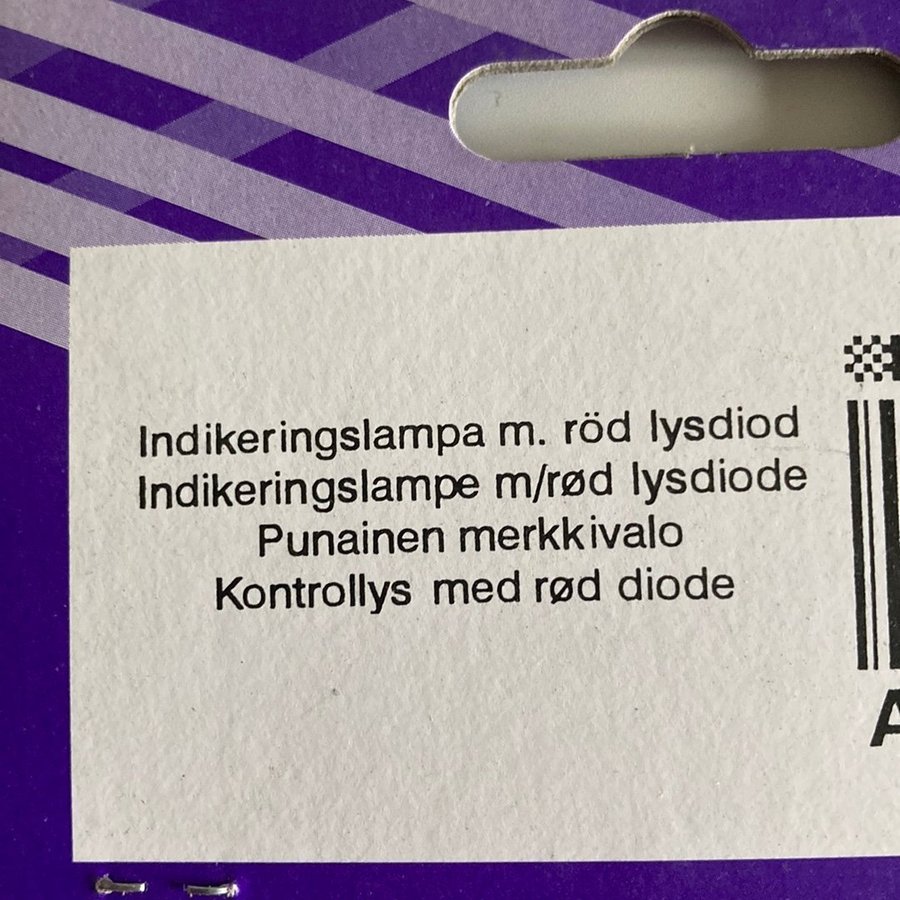 Indikeringslampa m. röd lysdiod
Indikeringslampe m/rød lysdiode
Punainen merkkivalo
Kontrollys med rød diode
A